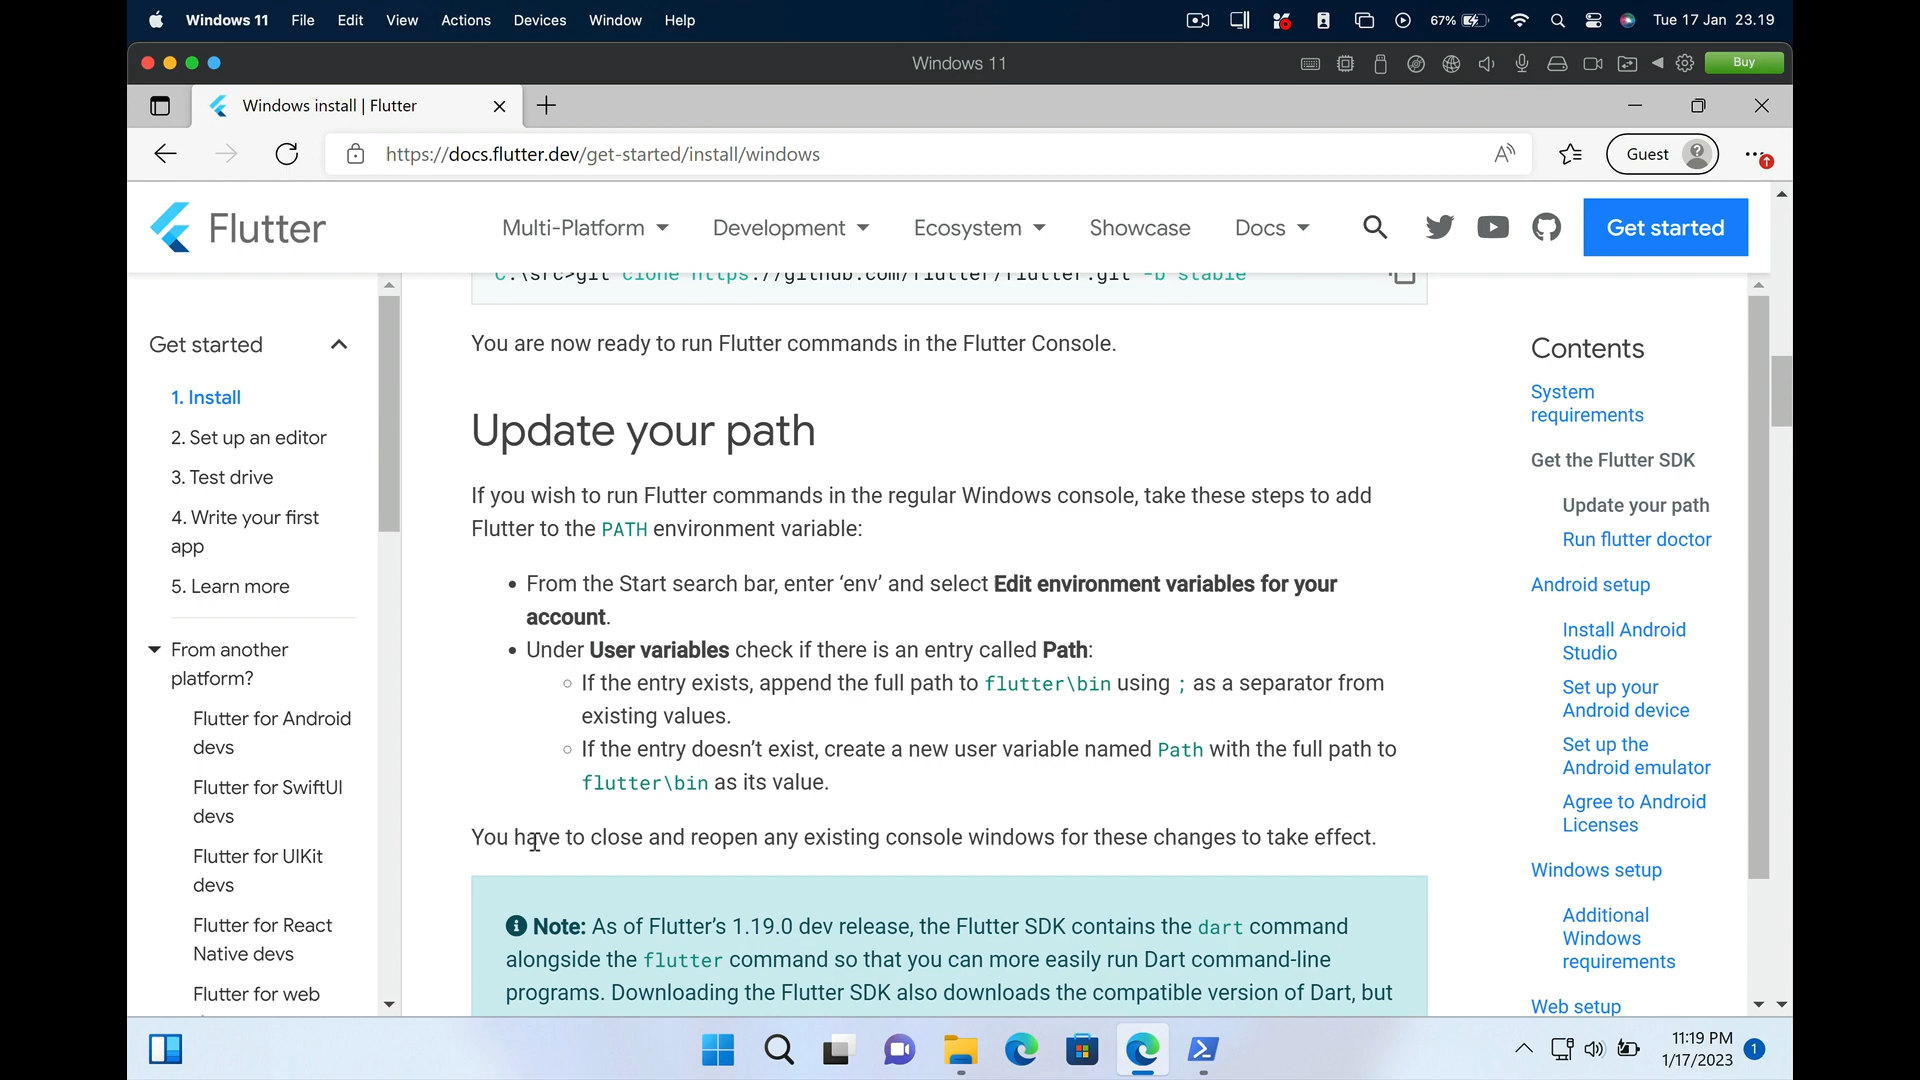 Windows 11 File Edit View Actions Devices Window Help 67% Tue 17 Jan 23.19
Windows 11 Buy
Windows install | Flutter
https://docs.flutter.dev/get-started/install/windows Guest
Flutter Multi-Platform Development Ecosystem Showcase Docs Get started
C:\src>git clone https://github.com/flutter/flutter.git -b stable
You are now ready to run Flutter commands in the Flutter Console.
Update your path
If you wish to run Flutter commands in the regular Windows console, take these steps to add
Flutter to the PATH environment variable:
From the Start search bar, enter ‘env’ and select Edit environment variables for your
account.
Under User variables check if there is an entry called Path:
If the entry exists, append the full path to flutter\bin using ; as a separator from
existing values.
If the entry doesn’t exist, create a new user variable named Path with the full path to
flutter\bin as its value.
You have to close and reopen any existing console windows for these changes to take effect.
Note: As of Flutter’s 1.19.0 dev release, the Flutter SDK contains the dart command
alongside the flutter command so that you can more easily run Dart command-line
programs. Downloading the Flutter SDK also downloads the compatible version of Dart, but
Get started
1. Install
2. Set up an editor
3. Test drive
4. Write your first
app
5. Learn more
From another
platform?
Flutter for Android
devs
Flutter for SwiftUI
devs
Flutter for UIKit
devs
Flutter for React
Native devs
Flutter for web
Contents
System
requirements
Get the Flutter SDK
Update your path
Run flutter doctor
Android setup
Install Android
Studio
Set up your
Android device
Set up the
Android emulator
Agree to Android
Licenses
Windows setup
Additional
Windows
requirements
Web setup
11:19 PM
1/17/2023
1